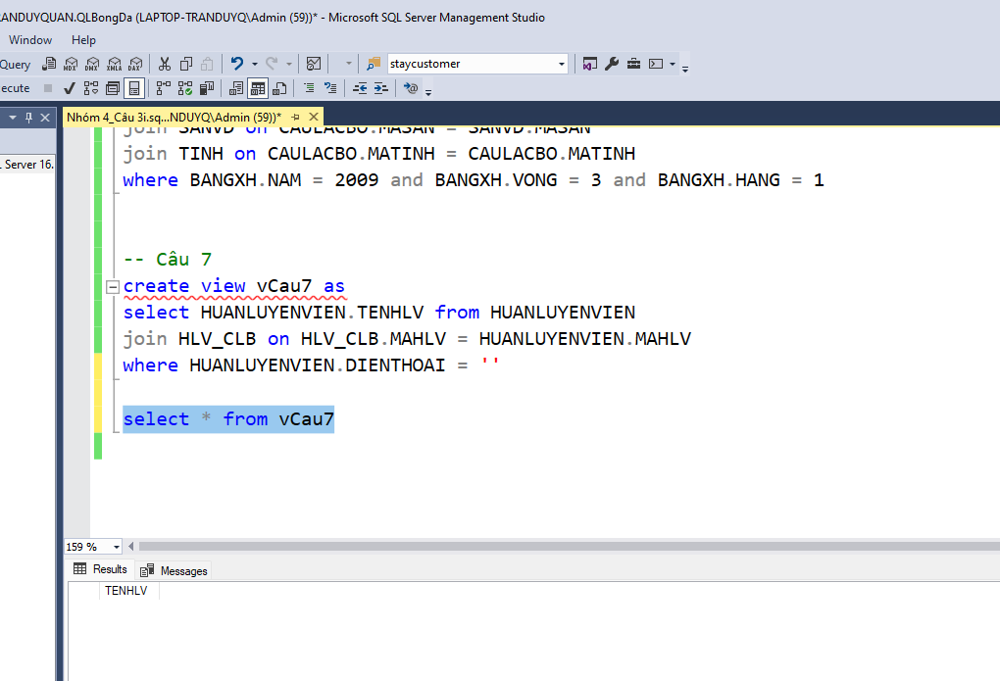 RANDUYQUAN.QLBongDa (LAPTOP-TRANDUYQ\Admin (59))* - Microsoft SQL Server Management Studio
Window Help
Query MDX DMX XMLA DAX staycustomer
ecute
Nhóm 4_Câu 3i.sq...NDUYQ\Admin (59))*
. Server 16.
join SANVD on CAULACBO.MASAN = SANVD.MASAN
join TINH on CAULACBO.MATINH = CAULACBO.MATINH
where BANGXH.NAM = 2009 and BANGXH.VONG = 3 and BANGXH.HANG = 1
-- Câu 7
create view vCau7 as
select HUANLUYENVIEN.TENHLV from HUANLUYENVIEN
join HLV_CLB on HLV_CLB.MAHLV = HUANLUYENVIEN.MAHLV
where HUANLUYENVIEN.DIENTHOAI = ''
select * from vCau7
159 %
Results Messages
TENHLV